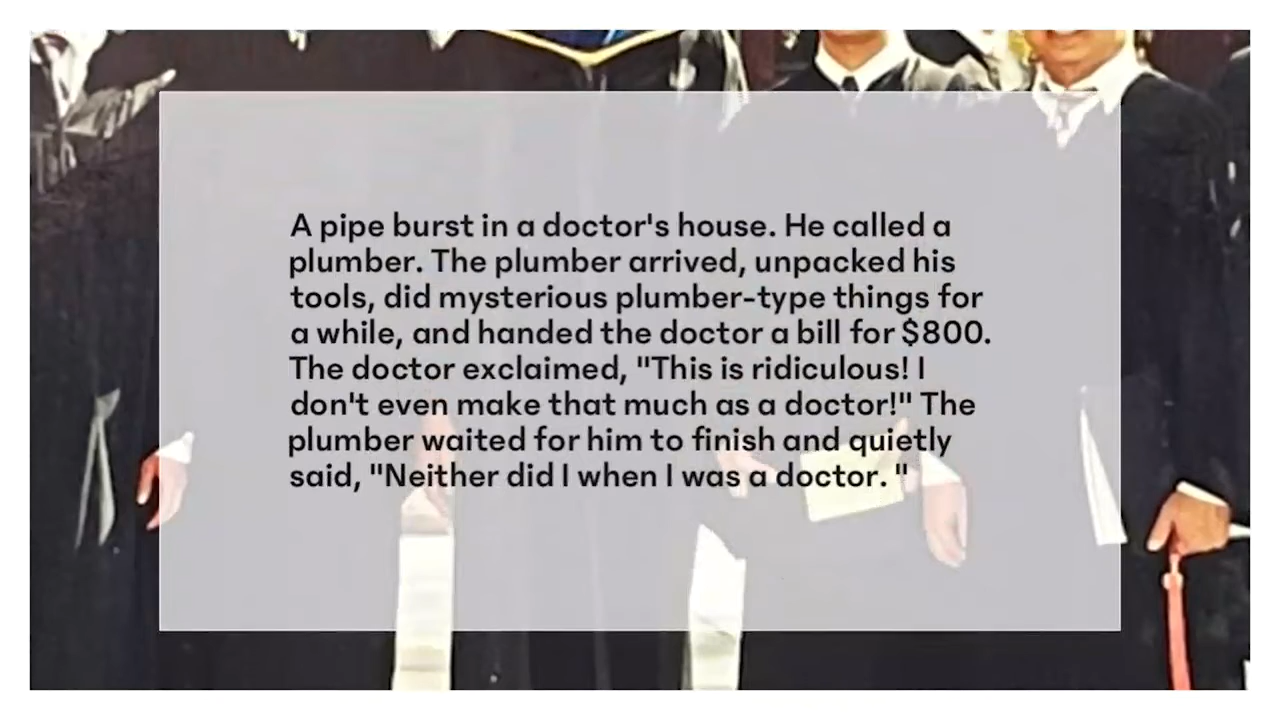 A pipe burst in a doctor's house. He called a
plumber. The plumber arrived, unpacked his
tools, did mysterious plumber-type things for
a while, and handed the doctor a bill for $800.
The doctor exclaimed, "This is ridiculous! I
don't even make that much as a doctor!" The
plumber waited for him to finish and quietly
said, "Neither did I when I was a doctor. "